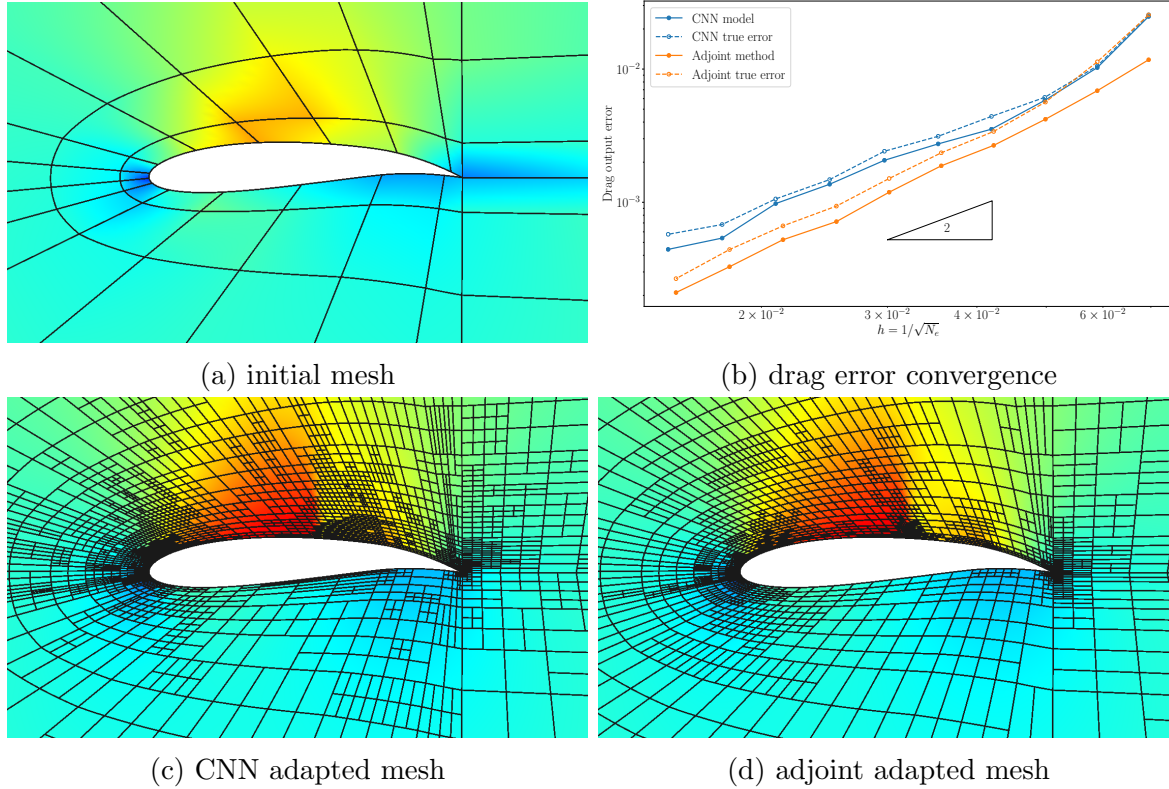 CNN model
CNN true error
Adjoint method
Adjoint true error
Drag output error
10⁻²
10⁻³
2
2 × 10⁻²
3 × 10⁻²
4 × 10⁻²
6 × 10⁻²
h = 1/√Nₑ
(a) initial mesh
(b) drag error convergence
(c) CNN adapted mesh
(d) adjoint adapted mesh